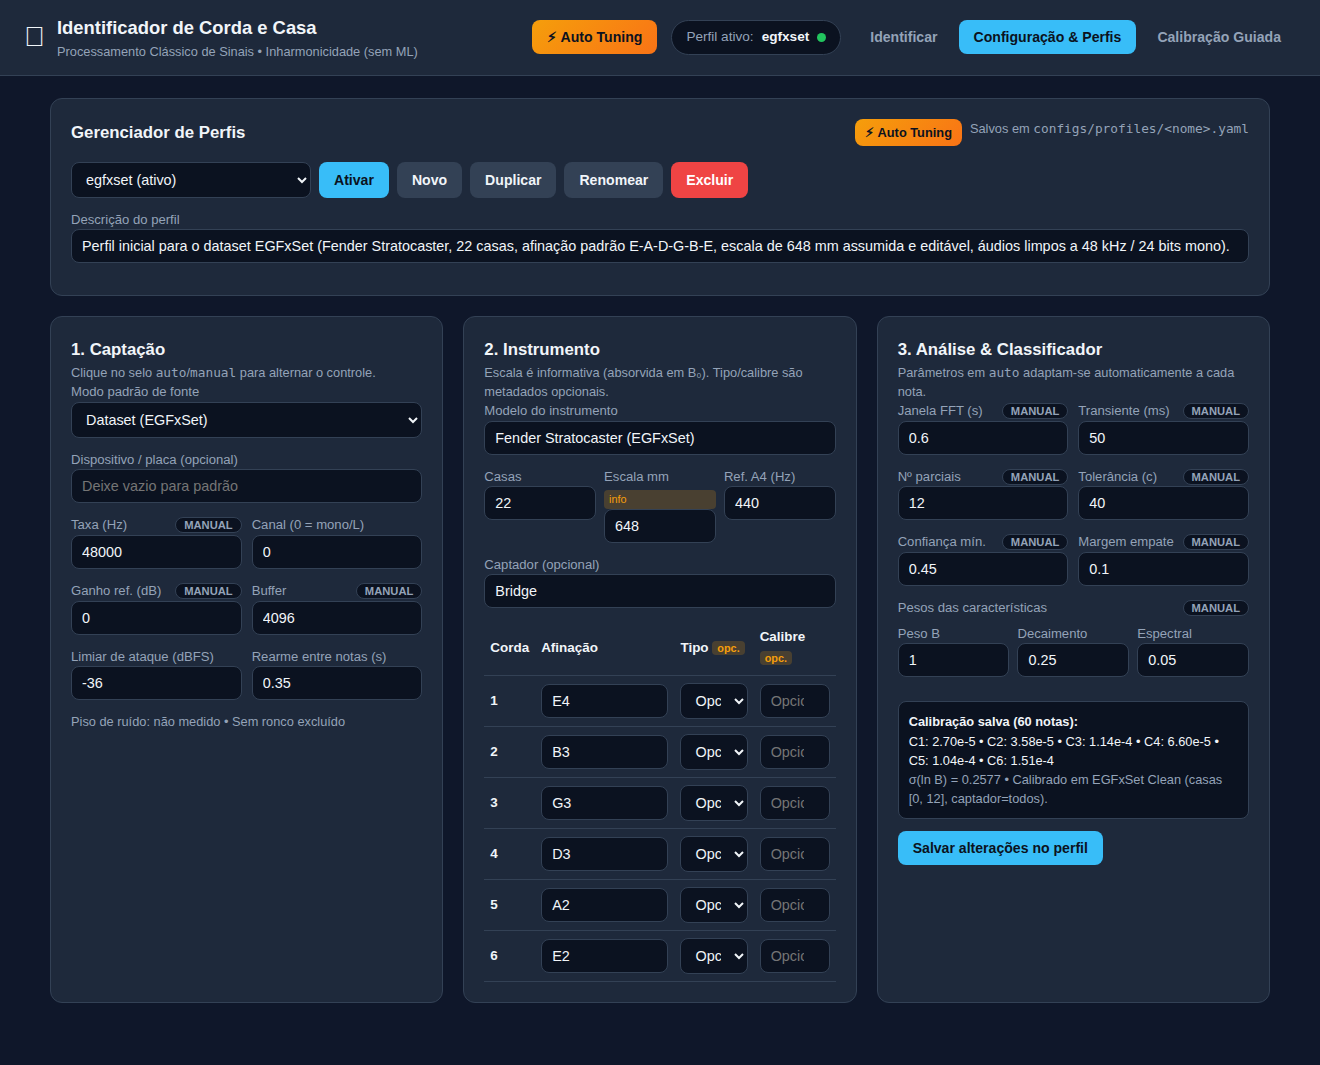 Identificador de Corda e Casa
Processamento Clássico de Sinais • Inharmonicidade (sem ML)
⚡ Auto Tuning
Perfil ativo: egfxset
Identificar
Configuração & Perfis
Calibração Guiada
Gerenciador de Perfis
⚡ Auto Tuning
Salvos em configs/profiles/<nome>.yaml
egfxset (ativo)
Ativar
Novo
Duplicar
Renomear
Excluir
Descrição do perfil
Perfil inicial para o dataset EGFxSet (Fender Stratocaster, 22 casas, afinação padrão E-A-D-G-B-E, escala de 648 mm assumida e editável, áudios limpos a 48 kHz / 24 bits mono).
1. Captação
Clique no selo auto/manual para alternar o controle.
Modo padrão de fonte
Dataset (EGFxSet)
Dispositivo / placa (opcional)
Deixe vazio para padrão
Taxa (Hz) MANUAL Canal (0 = mono/L)
48000 0
Ganho ref. (dB) MANUAL Buffer MANUAL
0 4096
Limiar de ataque (dBFS) Rearme entre notas (s)
-36 0.35
Piso de ruído: não medido • Sem ronco excluído
2. Instrumento
Escala é informativa (absorvida em B₀). Tipo/calibre são
metadados opcionais.
Modelo do instrumento
Fender Stratocaster (EGFxSet)
Casas Escala mm Ref. A4 (Hz)
info
22 648 440
Captador (opcional)
Bridge
Corda Afinação Tipo opc. Calibre opc.
1 E4 Opc Opcic
2 B3 Opc Opcic
3 G3 Opc Opcic
4 D3 Opc Opcic
5 A2 Opc Opcic
6 E2 Opc Opcic
3. Análise & Classificador
Parâmetros em auto adaptam-se automaticamente a cada
nota.
Janela FFT (s) MANUAL Transiente (ms) MANUAL
0.6 50
Nº parciais MANUAL Tolerância (c) MANUAL
12 40
Confiança mín. MANUAL Margem empate MANUAL
0.45 0.1
Pesos das características MANUAL
Peso B Decaimento Espectral
1 0.25 0.05
Calibração salva (60 notas):
C1: 2.70e-5 • C2: 3.58e-5 • C3: 1.14e-4 • C4: 6.60e-5 •
C5: 1.04e-4 • C6: 1.51e-4
σ(ln B) = 0.2577 • Calibrado em EGFxSet Clean (casas
[0, 12], captador=todos).
Salvar alterações no perfil